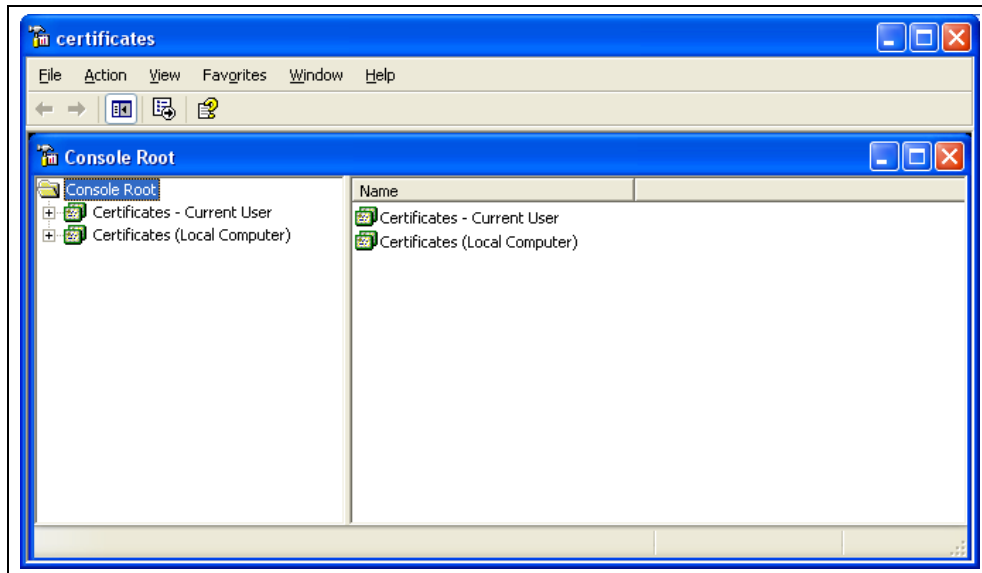 certificates
File Action View Favorites Window Help
Console Root
Console Root
Certificates - Current User
Certificates (Local Computer)
Name
Certificates - Current User
Certificates (Local Computer)